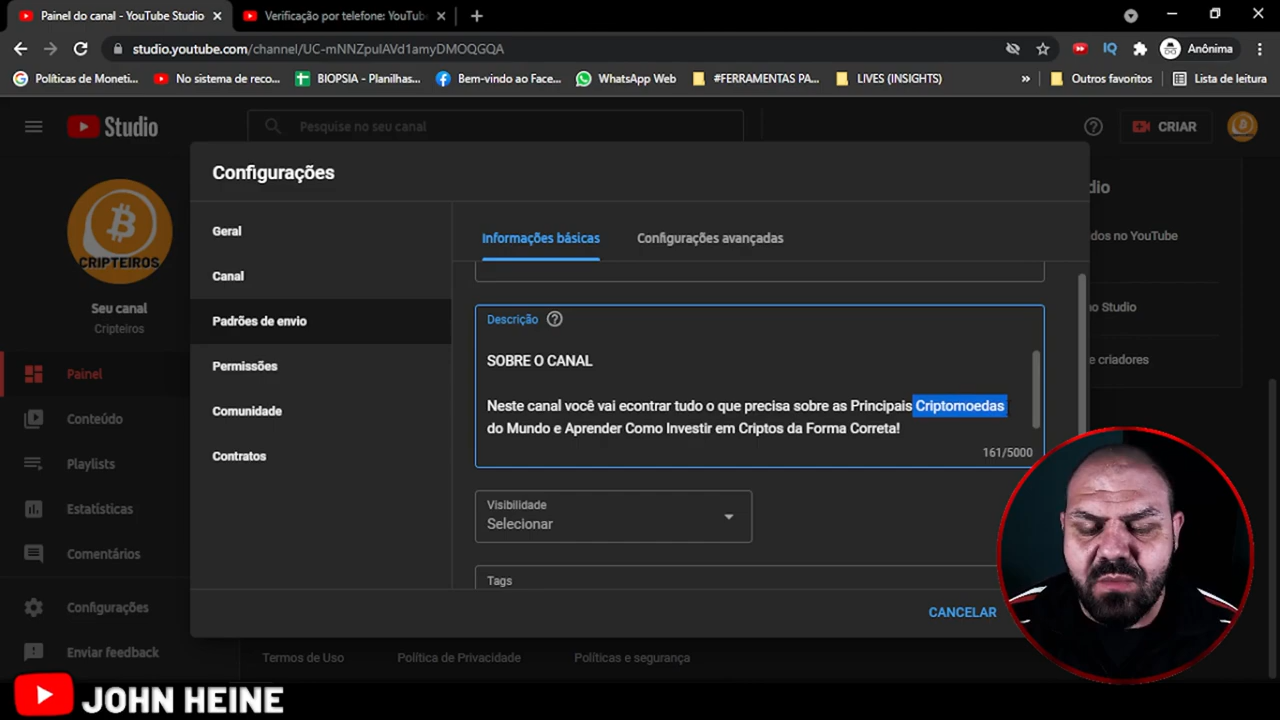 Painel do canal - YouTube Studio
Verificação por telefone: YouTub
studio.youtube.com/channel/UC-mNNZpulAVd1amyDMOQGQA
IQ
Anônima
Políticas de Moneti...
No sistema de reco...
BIOPSIA - Planilhas...
Bem-vindo ao Face...
WhatsApp Web
#FERRAMENTAS PA...
LIVES (INSIGHTS)
Outros favoritos
Lista de leitura
Studio
Pesquise no seu canal
CRIAR
CRIPTEIROS
Seu canal
Cripteiros
Painel
Conteúdo
Playlists
Estatísticas
Comentários
Configurações
Enviar feedback
Configurações
Geral
Canal
Padrões de envio
Permissões
Comunidade
Contratos
Informações básicas
Configurações avançadas
Descrição
SOBRE O CANAL
Neste canal você vai econtrar tudo o que precisa sobre as Principais Criptomoedas
do Mundo e Aprender Como Investir em Criptos da Forma Correta!
161/5000
Visibilidade
Selecionar
Tags
CANCELAR
dio
dos no YouTube
o Studio
e criadores
Termos de Uso
Política de Privacidade
Políticas e segurança
JOHN HEINE